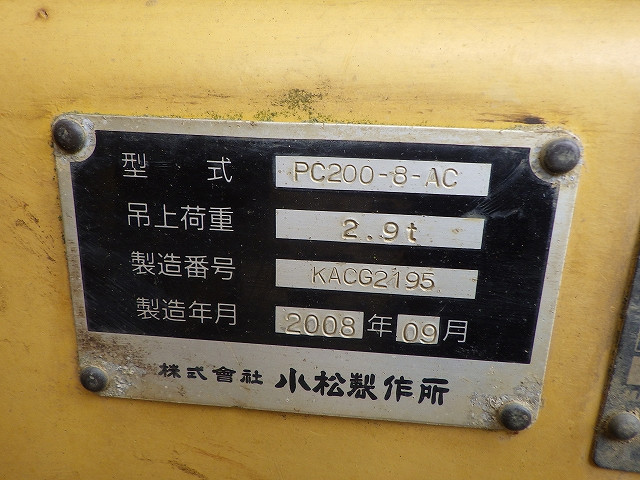 型 式 PC200-8-AC
吊上荷重 2.9t
製造番号 KACG2195
製造年月 2008年09月
株式會社 小松製作所